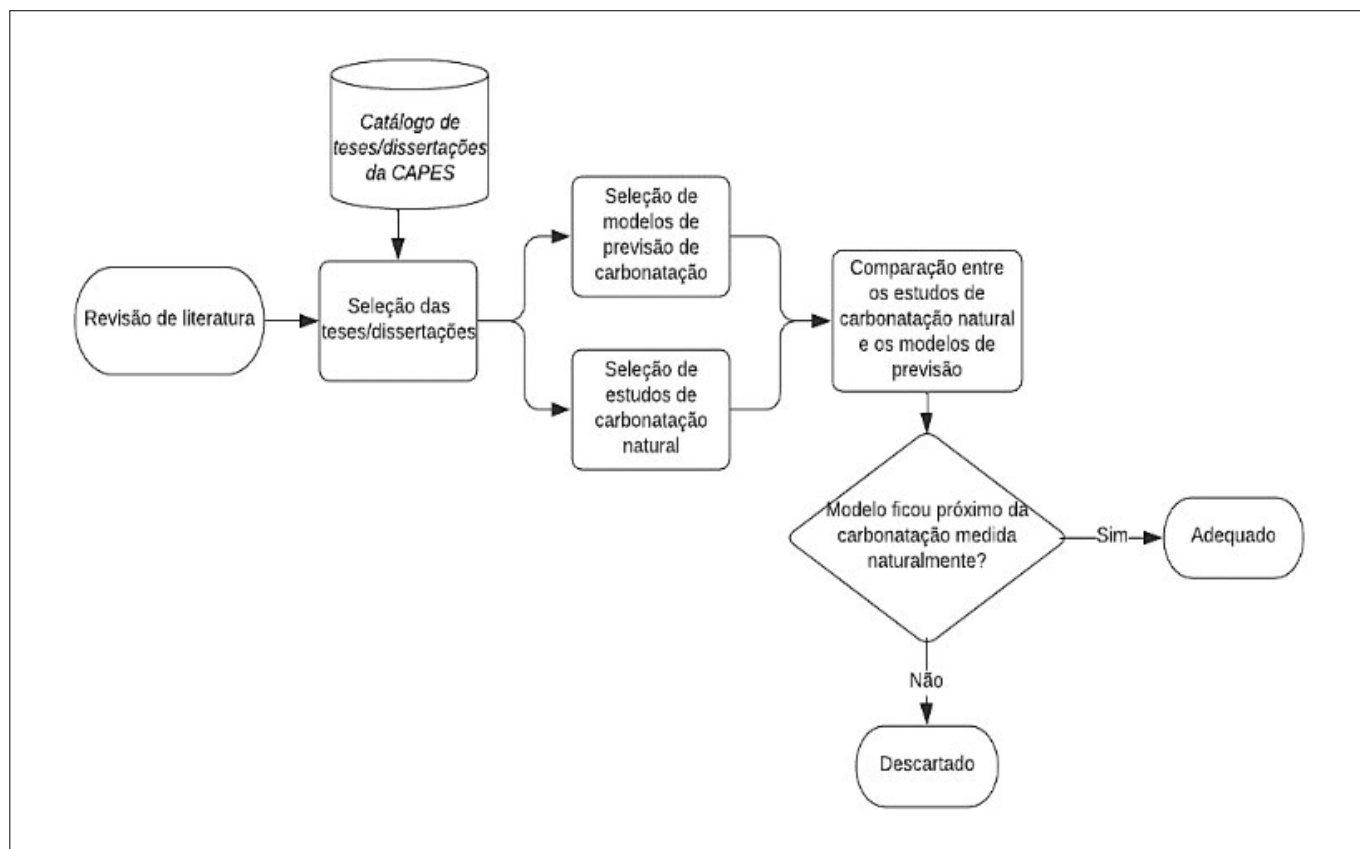 Catálogo de
teses/dissertações
da CAPES
Revisão de literatura
Seleção das
teses/dissertações
Seleção de
modelos de
previsão de
carbonatação
Seleção de
estudos de
carbonatação
natural
Comparação entre
os estudos de
carbonatação natural
e os modelos de
previsão
Modelo ficou próximo da
carbonatação medida
naturalmente?
Sim
Adequado
Não
Descartado